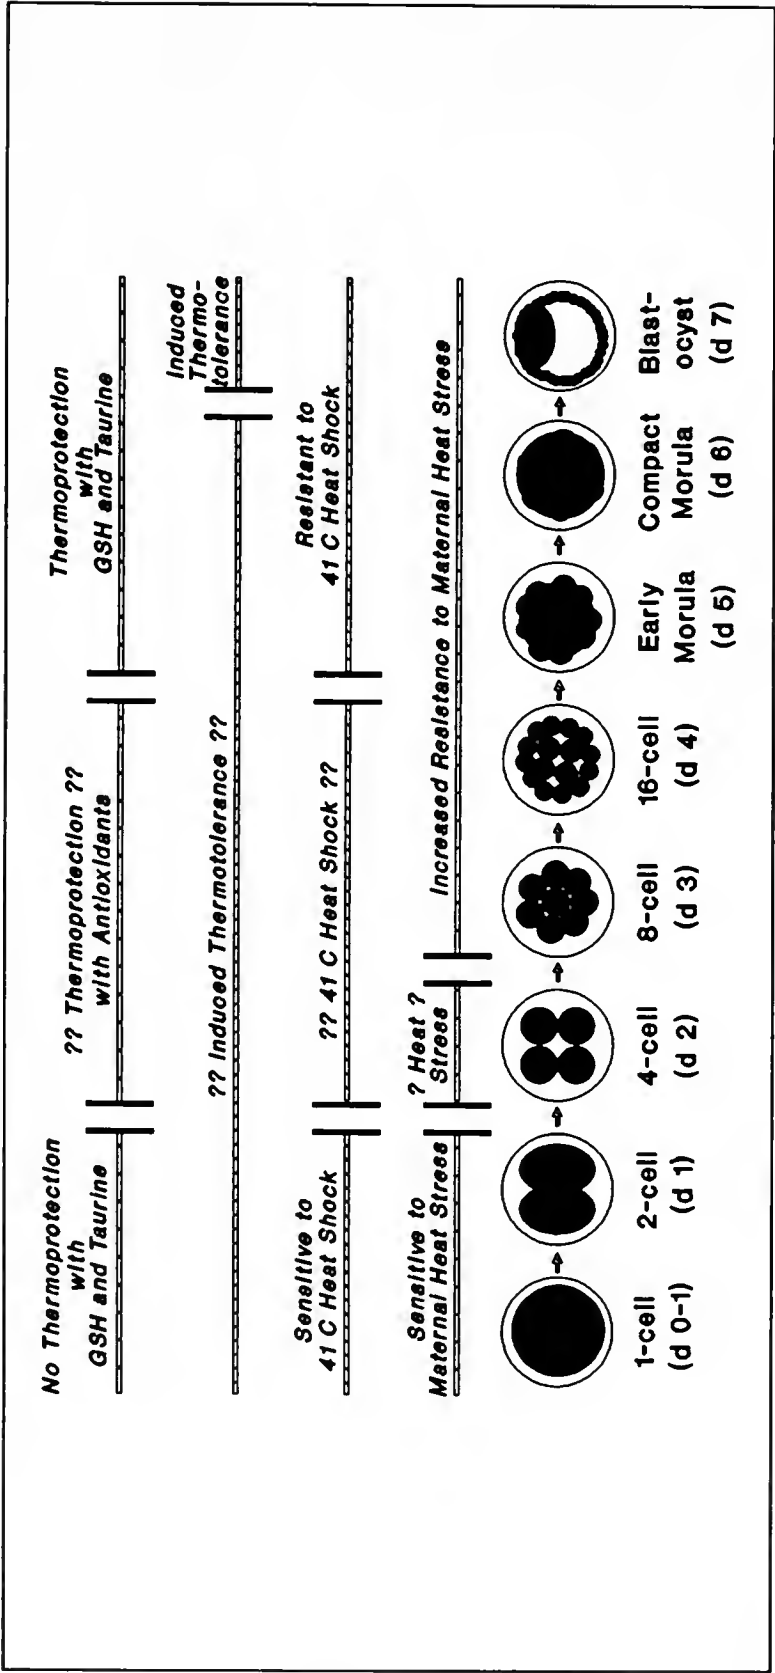 No Thermoprotection
with
GSH and Taurine
?? Thermoprotection ??
with Antioxidants
Thermoprotection
with
GSH and Taurine
?? Induced Thermotolerance ??
Induced
Thermo-
tolerance
Sensitive to
41 C Heat Shock
?? 41 C Heat Shock ??
Resistant to
41 C Heat Shock
Sensitive to
Maternal Heat Stress
? Heat ?
Stress
Increased Resistance to Maternal Heat Stress
1-cell
(d 0-1)
2-cell
(d 1)
4-cell
(d 2)
8-cell
(d 3)
16-cell
(d 4)
Early
Morula
(d 5)
Compact
Morula
(d 6)
Blast-
ocyst
(d 7)